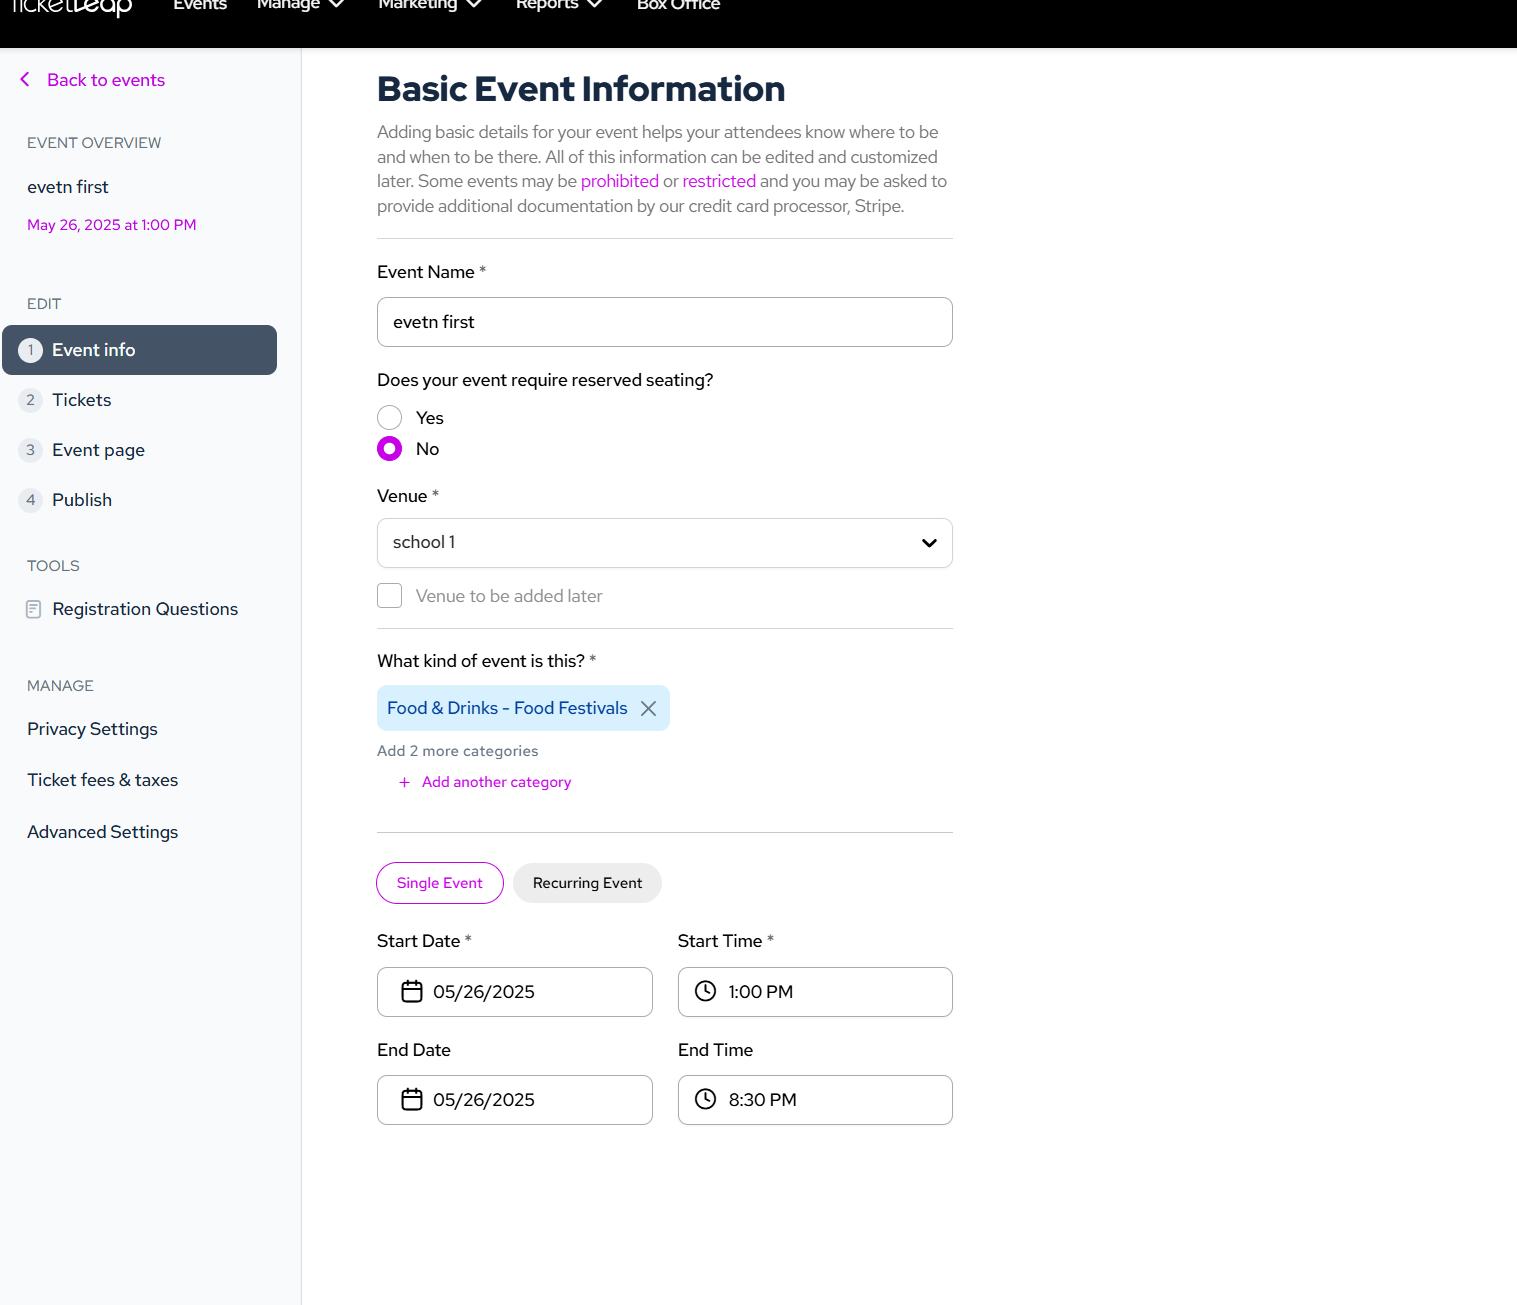 TicketLeap
Events
Manage
Marketing
Reports
Box Office
Back to events
EVENT OVERVIEW
evetn first
May 26, 2025 at 1:00 PM
EDIT
1 Event info
2 Tickets
3 Event page
4 Publish
TOOLS
Registration Questions
MANAGE
Privacy Settings
Ticket fees & taxes
Advanced Settings
Basic Event Information
Adding basic details for your event helps your attendees know where to be
and when to be there. All of this information can be edited and customized
later. Some events may be prohibited or restricted and you may be asked to
provide additional documentation by our credit card processor, Stripe.
Event Name *
evetn first
Does your event require reserved seating?
Yes
No
Venue *
school 1
Venue to be added later
What kind of event is this? *
Food & Drinks - Food Festivals
Add 2 more categories
+ Add another category
Single Event
Recurring Event
Start Date *
Start Time *
05/26/2025
1:00 PM
End Date
End Time
05/26/2025
8:30 PM